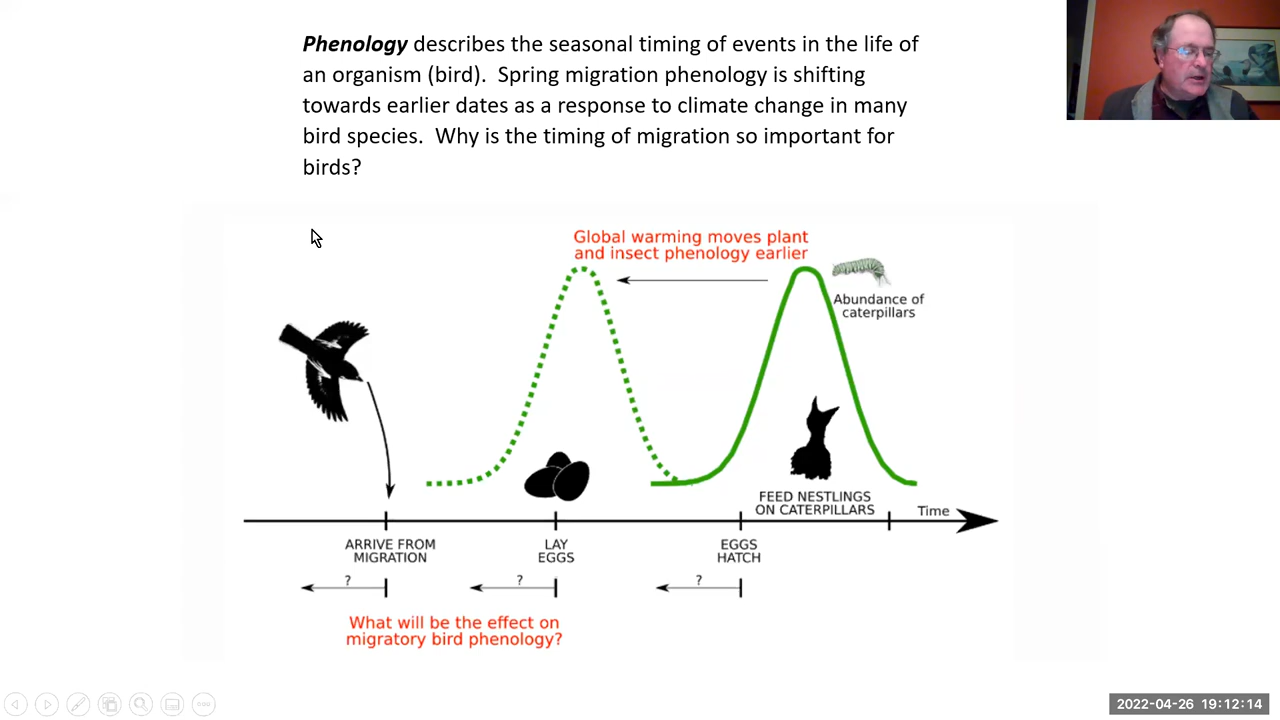 Phenology describes the seasonal timing of events in the life of
an organism (bird).  Spring migration phenology is shifting
towards earlier dates as a response to climate change in many
bird species.  Why is the timing of migration so important for
birds?
Global warming moves plant
and insect phenology earlier
Abundance of
caterpillars
FEED NESTLINGS
ON CATERPILLARS
Time
ARRIVE FROM
MIGRATION
LAY
EGGS
EGGS
HATCH
?
?
?
What will be the effect on
migratory bird phenology?
2022-04-26 19:12:14